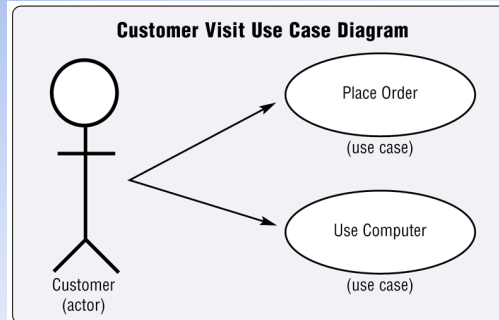 Customer Visit Use Case Diagram
Place Order
(use case)
Use Computer
(use case)
Customer
(actor)